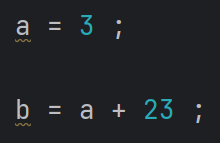 a = 3 ;
b = a + 23 ;